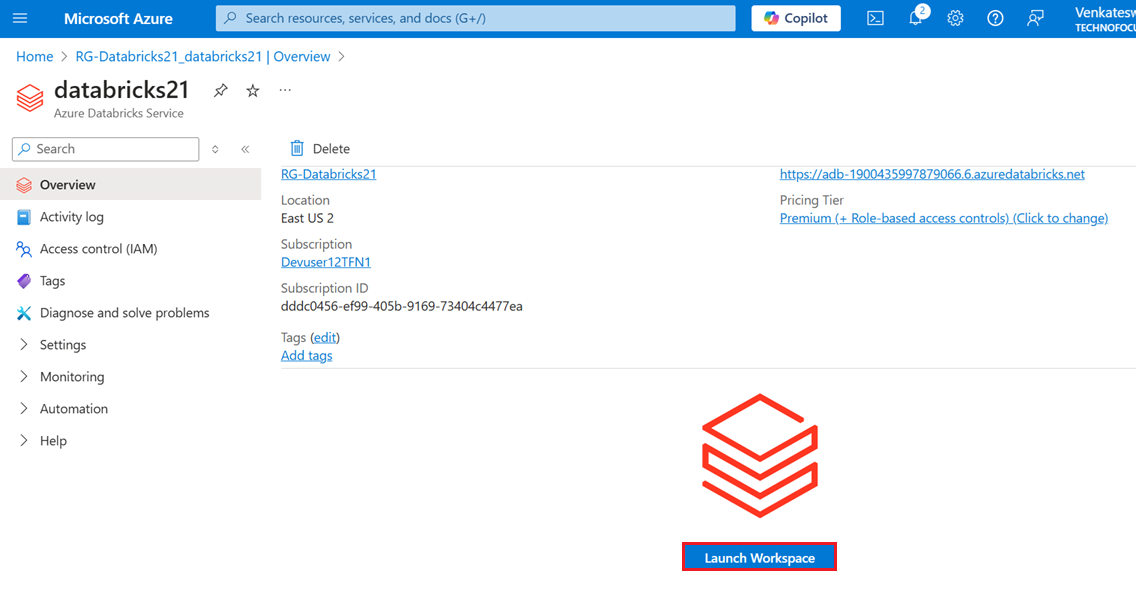 Microsoft Azure
Search resources, services, and docs (G+/)
Copilot
2
Venkatesw
TECHNOFOCU
Home > RG-Databricks21_databricks21 | Overview >
databricks21
Azure Databricks Service
Search
Delete
Overview
Activity log
Access control (IAM)
Tags
Diagnose and solve problems
Settings
Monitoring
Automation
Help
RG-Databricks21
Location
East US 2
Subscription
Devuser12TFN1
Subscription ID
dddc0456-ef99-405b-9169-73404c4477ea
Tags (edit)
Add tags
https://adb-1900435997879066.6.azuredatabricks.net
Pricing Tier
Premium (+ Role-based access controls) (Click to change)
Launch Workspace